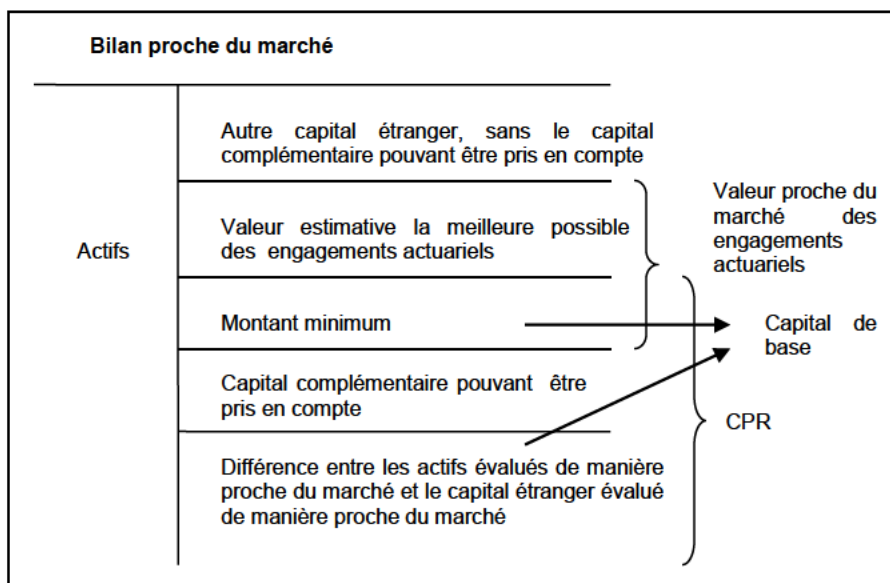 Bilan proche du marché
Autre capital étranger, sans le capital
complémentaire pouvant être pris en compte
Valeur estimative la meilleure possible
des engagements actuariels
Actifs
Montant minimum
Capital complémentaire pouvant être
pris en compte
Différence entre les actifs évalués de manière
proche du marché et le capital étranger évalué
de manière proche du marché
Valeur proche du
marché des
engagements
actuariels
Capital de
base
CPR